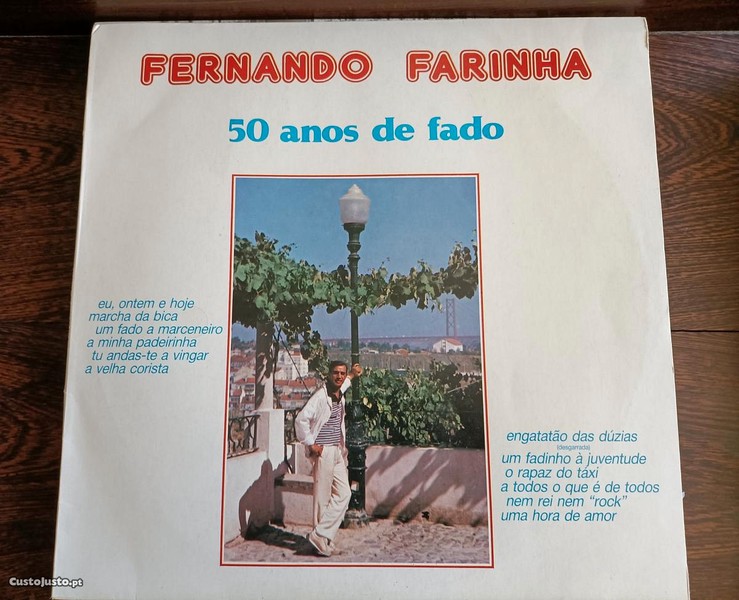 FERNANDO FARINHA
50 anos de fado
eu, ontem e hoje
marcha da bica
um fado a marceneiro
a minha padeirinha
tu andas-te a vingar
a velha corista
engatatão das dúzias
(desgarrada)
um fadinho à juventude
o rapaz do táxi
a todos o que é de todos
nem rei nem "rock"
uma hora de amor
CustoJusto.pt